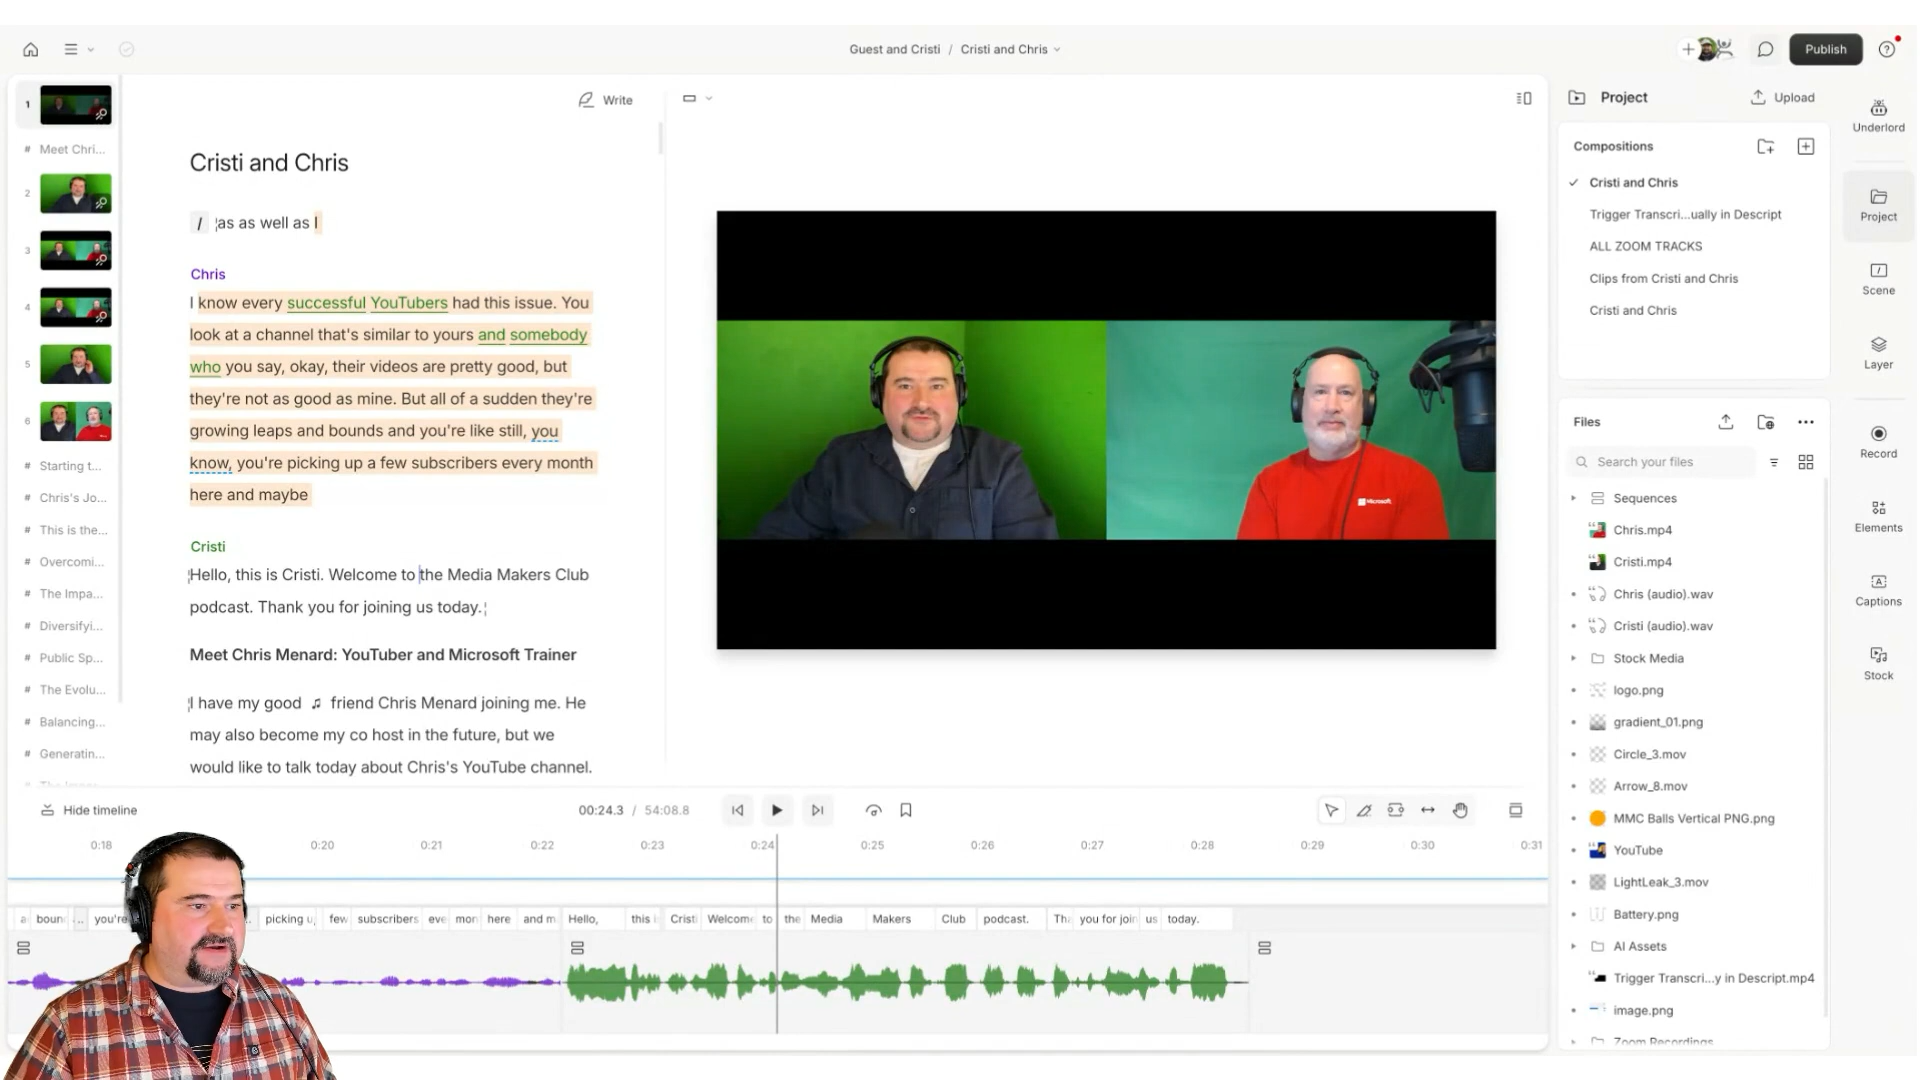 Guest and Cristi / Cristi and Chris
Publish
1
# Meet Chri...
2
3
4
5
6
# Starting t...
# Chris's Jo...
# This is the...
# Overcomi...
# The Impa...
# Diversifyi...
# Public Sp...
# The Evolu...
# Balancing...
# Generatin...
Write
Cristi and Chris
/ as as well as I
Chris
I know every successful YouTubers had this issue. You
look at a channel that's similar to yours and somebody
who you say, okay, their videos are pretty good, but
they're not as good as mine. But all of a sudden they're
growing leaps and bounds and you're like still, you
know, you're picking up a few subscribers every month
here and maybe
Cristi
Hello, this is Cristi. Welcome to the Media Makers Club
podcast. Thank you for joining us today.
Meet Chris Menard: YouTuber and Microsoft Trainer
I have my good ♫ friend Chris Menard joining me. He
may also become my co host in the future, but we
would like to talk today about Chris's YouTube channel.
Microsoft
Project
Upload
Compositions
Cristi and Chris
Trigger Transcri...ually in Descript
ALL ZOOM TRACKS
Clips from Cristi and Chris
Cristi and Chris
Files
Search your files
Sequences
Chris.mp4
Cristi.mp4
Chris (audio).wav
Cristi (audio).wav
Stock Media
logo.png
gradient_01.png
Circle_3.mov
Arrow_8.mov
MMC Balls Vertical PNG.png
YouTube
LightLeak_3.mov
Battery.png
AI Assets
Trigger Transcri...y in Descript.mp4
image.png
Zoom Recordings
Underlord
Project
Scene
Layer
Record
Elements
Captions
Stock
Hide timeline
00:24.3 / 54:08.8
0:18 0:20 0:21 0:22 0:23 0:24 0:25 0:26 0:27 0:28 0:29 0:30 0:31
a boun ... you're picking u few subscribers eve mon here and m Hello, this i Cristi Welcome to the Media Makers Club podcast. Th you for join us today.